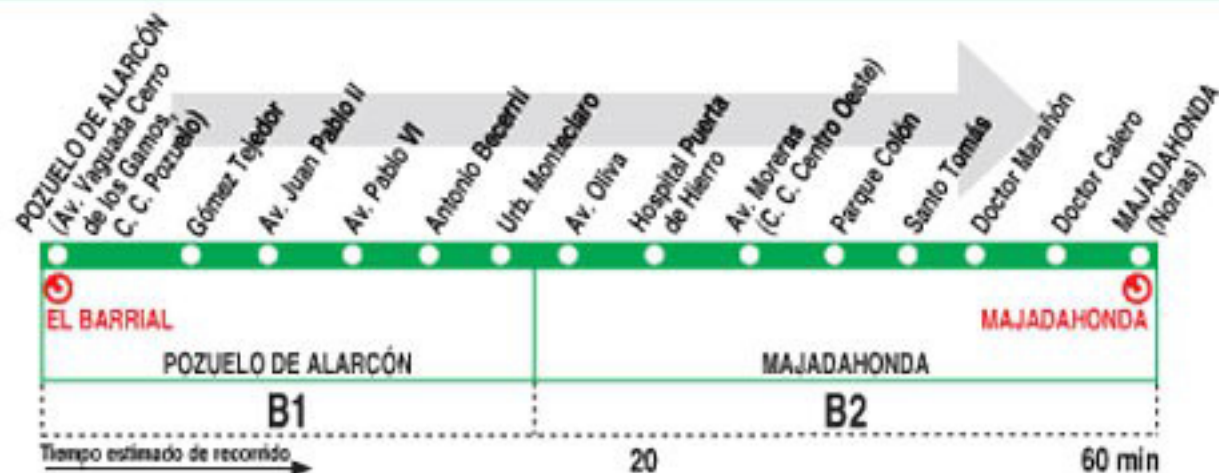 POZUELO DE ALARCÓN
(Av. Vaguada Cerro
de los Gamos,
C. C. Pozuelo)
Gómez Tejedor
Av. Juan Pablo II
Av. Pablo VI
Antonio Becerril
Urb. Monteclaro
Av. Oliva
Hospital Puerta
de Hierro
Av. Moreras
(C. C. Centro Oeste)
Parque Colón
Santo Tomás
Doctor Marañón
Doctor Calero
MAJADAHONDA
(Norias)
EL BARRIAL
MAJADAHONDA
POZUELO DE ALARCÓN
MAJADAHONDA
B1
B2
Tiempo estimado de recorrido
20
60 min